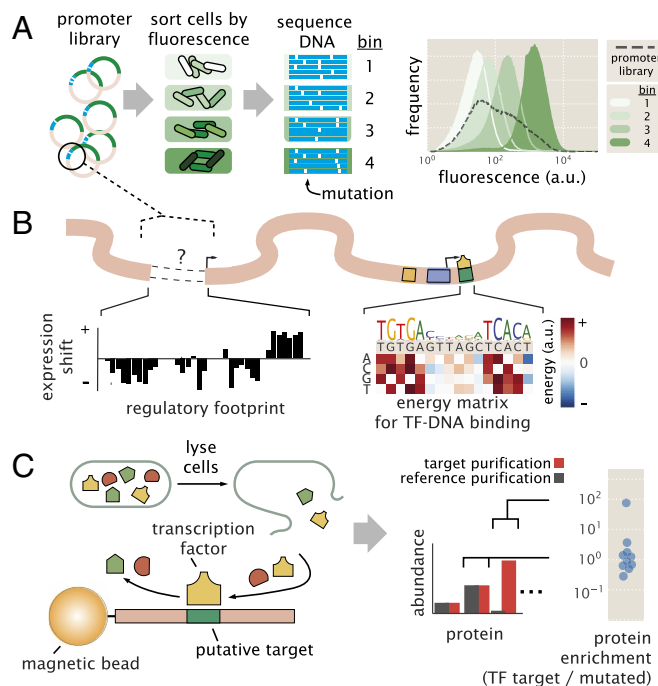 A
promoter
library
sort cells by
fluorescence
sequence
DNA
bin
1
2
3
4
mutation
frequency
10⁰
10²
10⁴
fluorescence (a.u.)
promoter
library
bin
1
2
3
4
B
?
expression
shift
+
-
regulatory footprint
TGTGA TCACA
TGTGAGTTAGCTCACT
A
C
G
T
energy matrix
for TF-DNA binding
energy (a.u.)
+
0
−
C
lyse
cells
transcription
factor
magnetic bead
putative target
target purification
reference purification
abundance
protein
10²
10¹
10⁰
10⁻¹
protein
enrichment
(TF target / mutated)